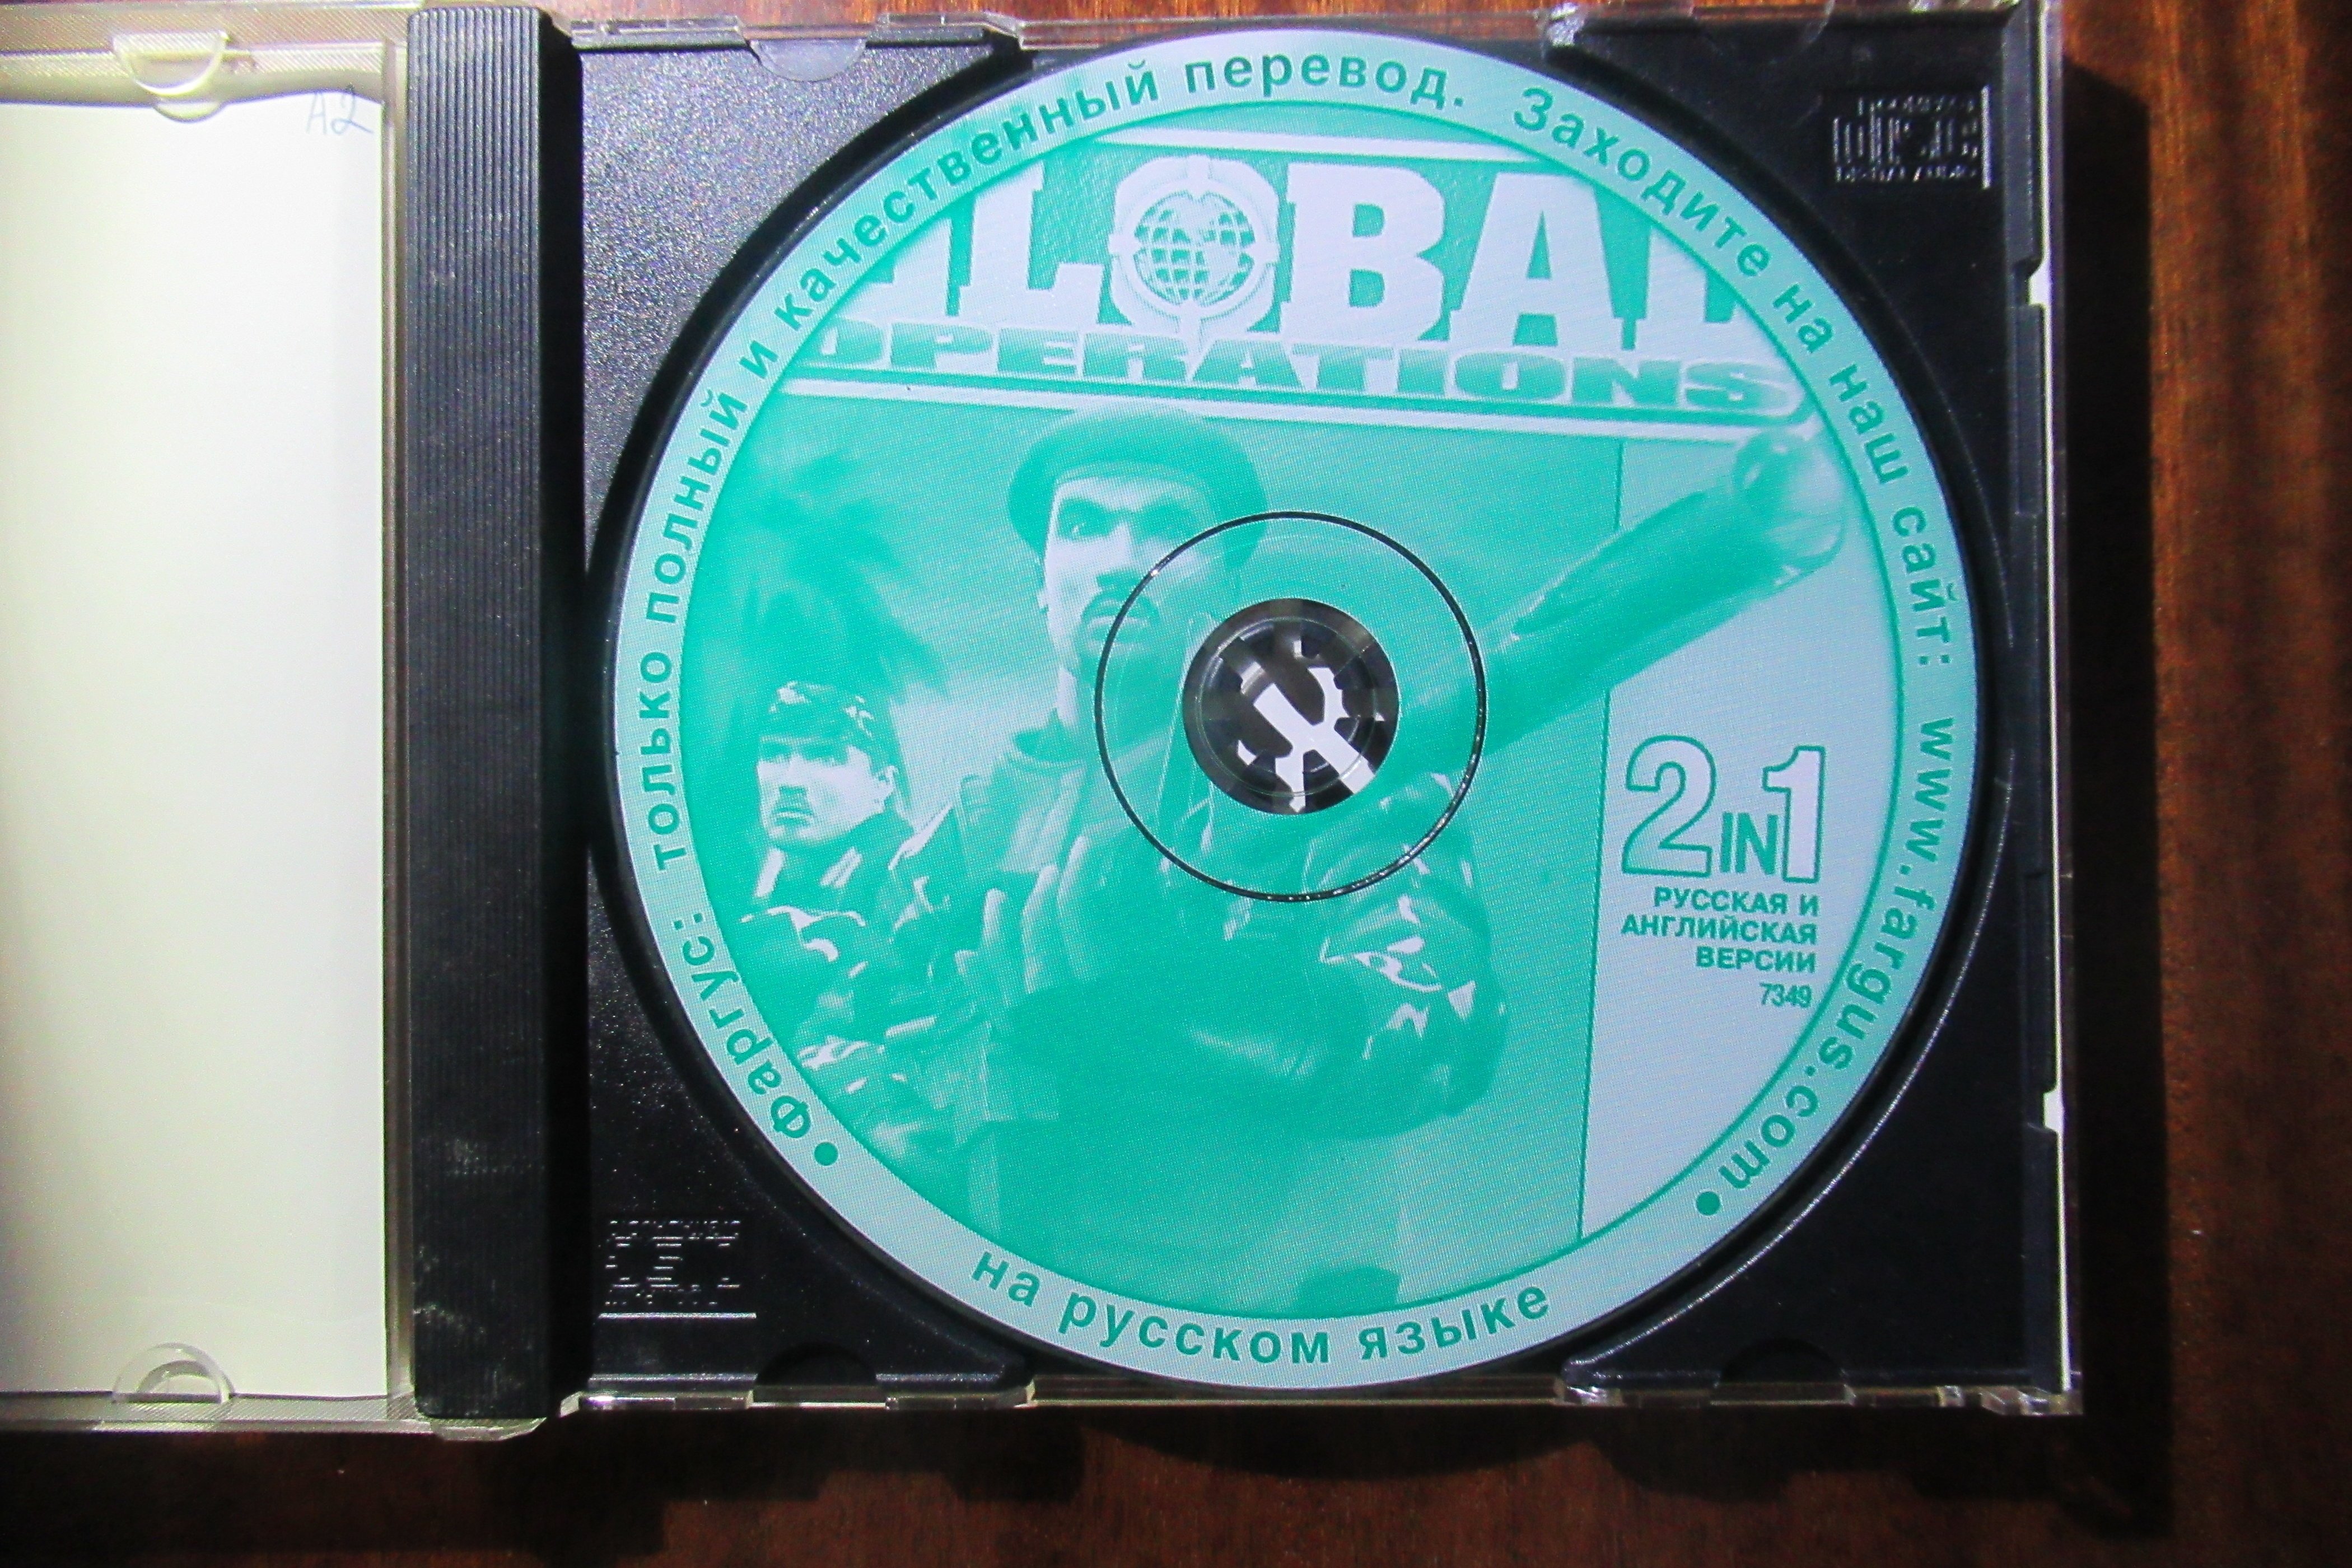 A2
GLOBAL
OPERATIONS
• Фаргус: только полный и качественный перевод. Заходите на наш сайт: www.fargus.com •
2IN1
РУССКАЯ И
АНГЛИЙСКАЯ
ВЕРСИИ
7349
на русском языке